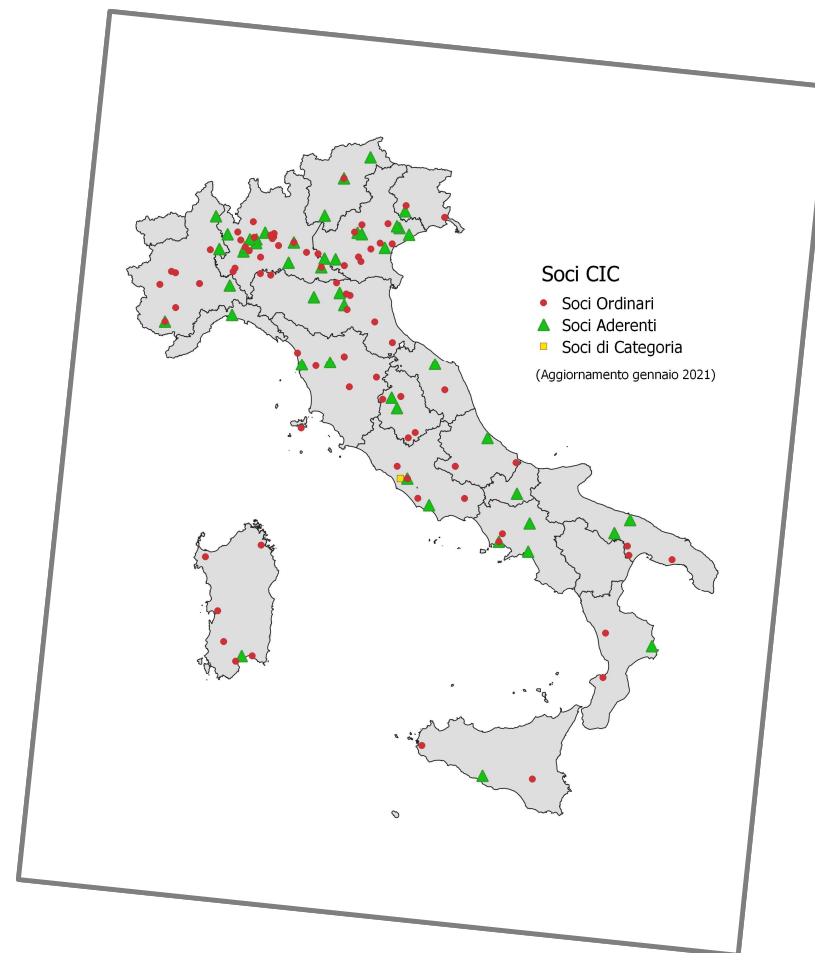 Soci CIC
Soci Ordinari
Soci Aderenti
Soci di Categoria
(Aggiornamento gennaio 2021)